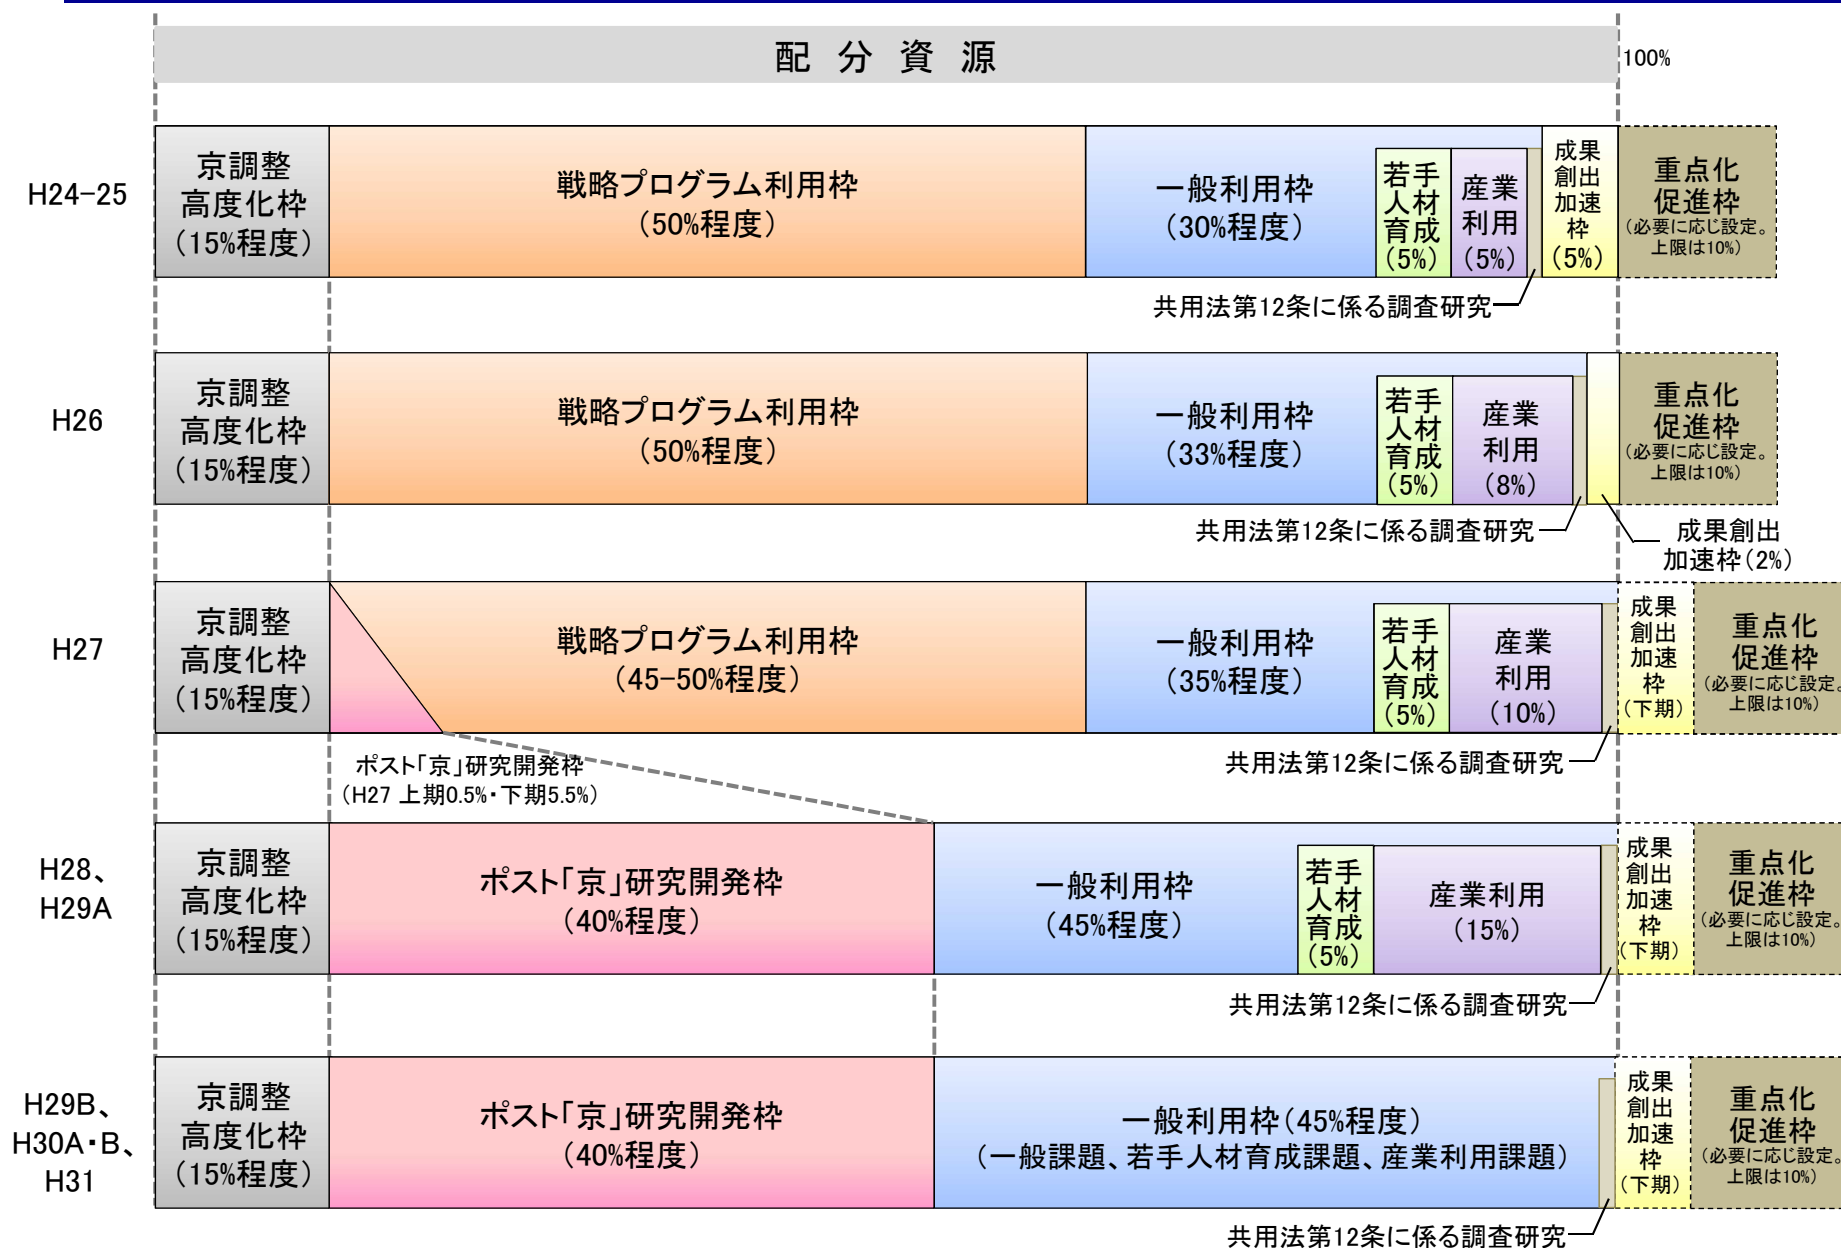 配分資源
100%
H24-25
京調整
高度化枠
(15%程度)
戦略プログラム利用枠
(50%程度)
一般利用枠
(30%程度)
若手
人材
育成
(5%)
産業
利用
(5%)
成果
創出
加速
枠
(5%)
重点化
促進枠
(必要に応じ設定。
上限は10%)
共用法第12条に係る調査研究
H26
京調整
高度化枠
(15%程度)
戦略プログラム利用枠
(50%程度)
一般利用枠
(33%程度)
若手
人材
育成
(5%)
産業
利用
(8%)
重点化
促進枠
(必要に応じ設定。
上限は10%)
共用法第12条に係る調査研究
成果創出
加速枠(2%)
H27
京調整
高度化枠
(15%程度)
戦略プログラム利用枠
(45-50%程度)
一般利用枠
(35%程度)
若手
人材
育成
(5%)
産業
利用
(10%)
成果
創出
加速
枠
(下期)
重点化
促進枠
(必要に応じ設定。
上限は10%)
共用法第12条に係る調査研究
ポスト「京」研究開発枠
(H27 上期0.5%・下期5.5%)
H28、
H29A
京調整
高度化枠
(15%程度)
ポスト「京」研究開発枠
(40%程度)
一般利用枠
(45%程度)
若手
人材
育成
(5%)
産業利用
(15%)
成果
創出
加速
枠
(下期)
重点化
促進枠
(必要に応じ設定。
上限は10%)
共用法第12条に係る調査研究
H29B、
H30A・B、
H31
京調整
高度化枠
(15%程度)
ポスト「京」研究開発枠
(40%程度)
一般利用枠(45%程度)
(一般課題、若手人材育成課題、産業利用課題)
成果
創出
加速
枠
(下期)
重点化
促進枠
(必要に応じ設定。
上限は10%)
共用法第12条に係る調査研究